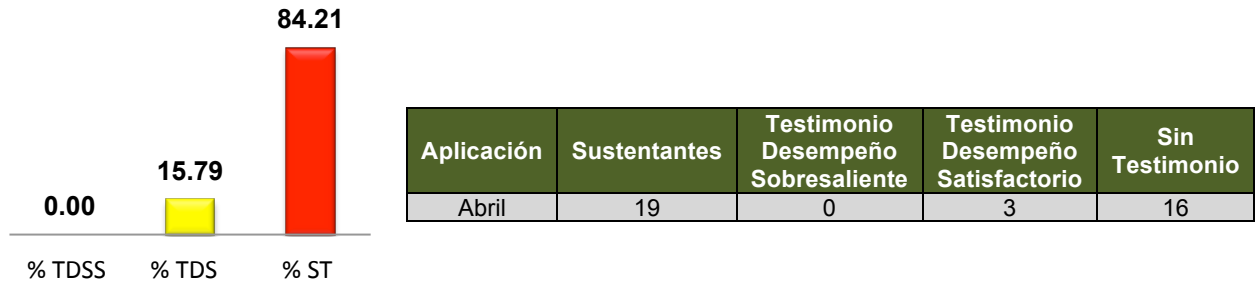 84.21
15.79
0.00
% TDSS % TDS % ST
Aplicación Sustentantes Testimonio Desempeño Sobresaliente Testimonio Desempeño Satisfactorio Sin Testimonio
Abril 19 0 3 16